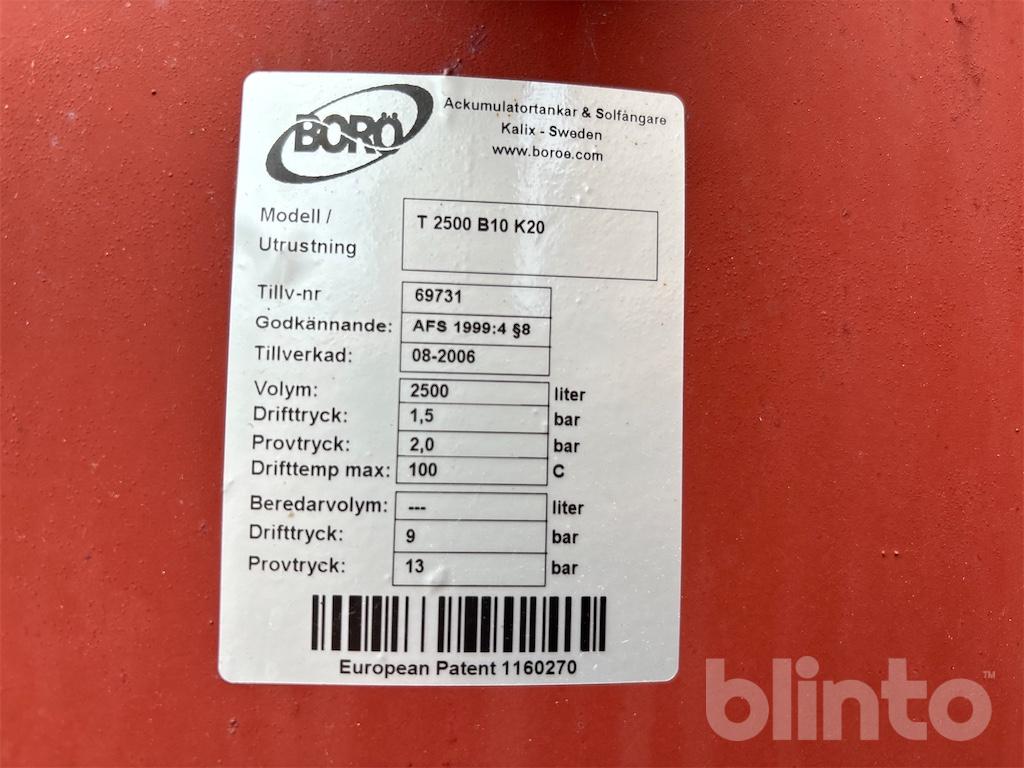 BORÖ
Ackumulatortankar & Solfångare
Kalix - Sweden
www.boroe.com
Modell /
Utrustning
T 2500 B10 K20
Tillv-nr 69731
Godkännande: AFS 1999:4 §8
Tillverkad: 08-2006
Volym: 2500 liter
Drifttryck: 1,5 bar
Provtryck: 2,0 bar
Drifttemp max: 100 C
Beredarvolym: --- liter
Drifttryck: 9 bar
Provtryck: 13 bar
European Patent 1160270
blinto™